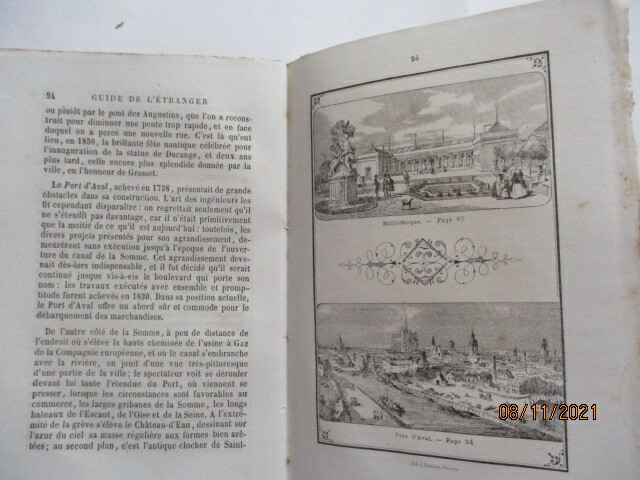 94 GUIDE DE L'ÉTRANGER
ou plutôt par le pont des Augustins, que l'on a recons-
truit pour diminuer une pente trop rapide, et en face
duquel on a percé une nouvelle rue. C'est là qu'eut
lieu, en 1850, la brillante fête nautique célébrée pour
l'inauguration de la statue de Ducange, et deux ans
plus tard, celle encore plus splendide donnée par la
ville, en l'honneur de Gresset.
Le Port d'Aval, achevé en 1728, présentait de grands
obstacles dans sa construction. L'art des ingénieurs les
fit cependant disparaître: on regrettait seulement qu'il
ne s'étendît pas davantage, car il n'était primitivement
que la moitié de ce qu'il est aujourd'hui; toutefois, les
divers projets présentés pour son agrandissement, de-
meurèrent sans exécution jusqu'à l'époque de l'ouver-
ture du canal de la Somme. Cet agrandissement deve-
nait dès-lors indispensable, et il fut décidé qu'il serait
continué jusque vis-à-vis le boulevard qui porte son
nom: les travaux exécutés avec ensemble et promp-
titude furent achevés en 1830. Dans sa position actuelle,
le Port d'Aval offre un abord sûr et commode pour le
débarquement des marchandises.
De l'autre côté de la Somme, à peu de distance de
l'endroit où s'élève la haute cheminée de l'usine à Gaz
de la Compagnie européenne, et où le canal s'embranche
avec la rivière, on jouit d'une vue très-pittoresque
d'une partie de la ville; le spectateur voit se dérouler
devant lui toute l'étendue du Port, où viennent se
presser, lorsque les circonstances sont favorables au
commerce, les larges gribanes de la Somme, les longs
bateaux de l'Escaut, de l'Oise et de la Seine. A l'extré-
mité de la grève s'élève le Château-d'Eau, dessinant sur
l'azur du ciel sa masse régulière aux formes bien arrê-
tées; au second plan, c'est l'antique clocher de Saint-
94
Bibliothèque. — Page 87.
Port d'Aval. — Page 94.
08/11/2021